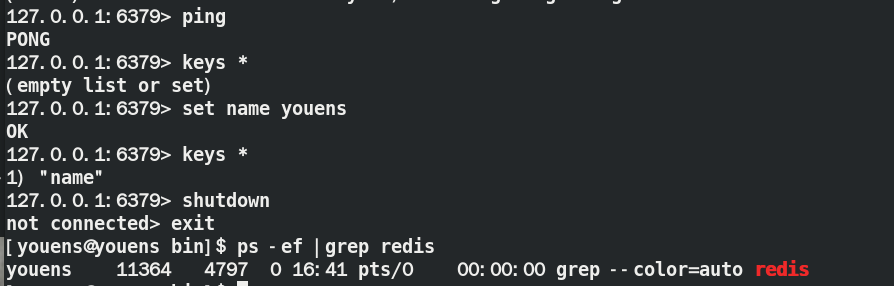 127.0.0.1:6379> ping
PONG
127.0.0.1:6379> keys *
(empty list or set)
127.0.0.1:6379> set name youens
OK
127.0.0.1:6379> keys *
1) "name"
127.0.0.1:6379> shutdown
not connected> exit
[youens@youens bin]$ ps -ef |grep redis
youens    11364   4797  0 16:41 pts/0    00:00:00 grep --color=auto redis